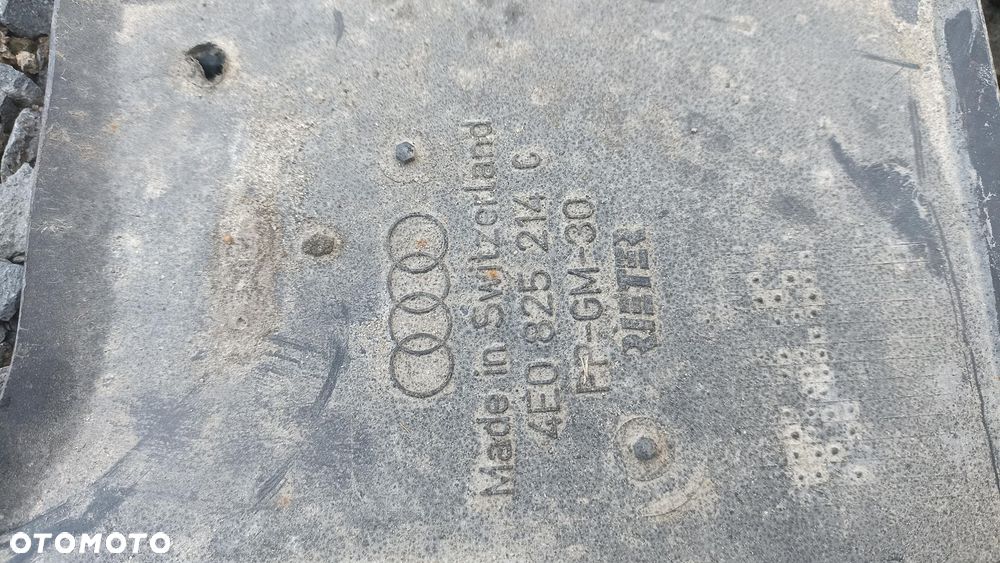 Made in Switzerland
4E0 825 214 G
PP-GM-30
RIETER
OTOMOTO